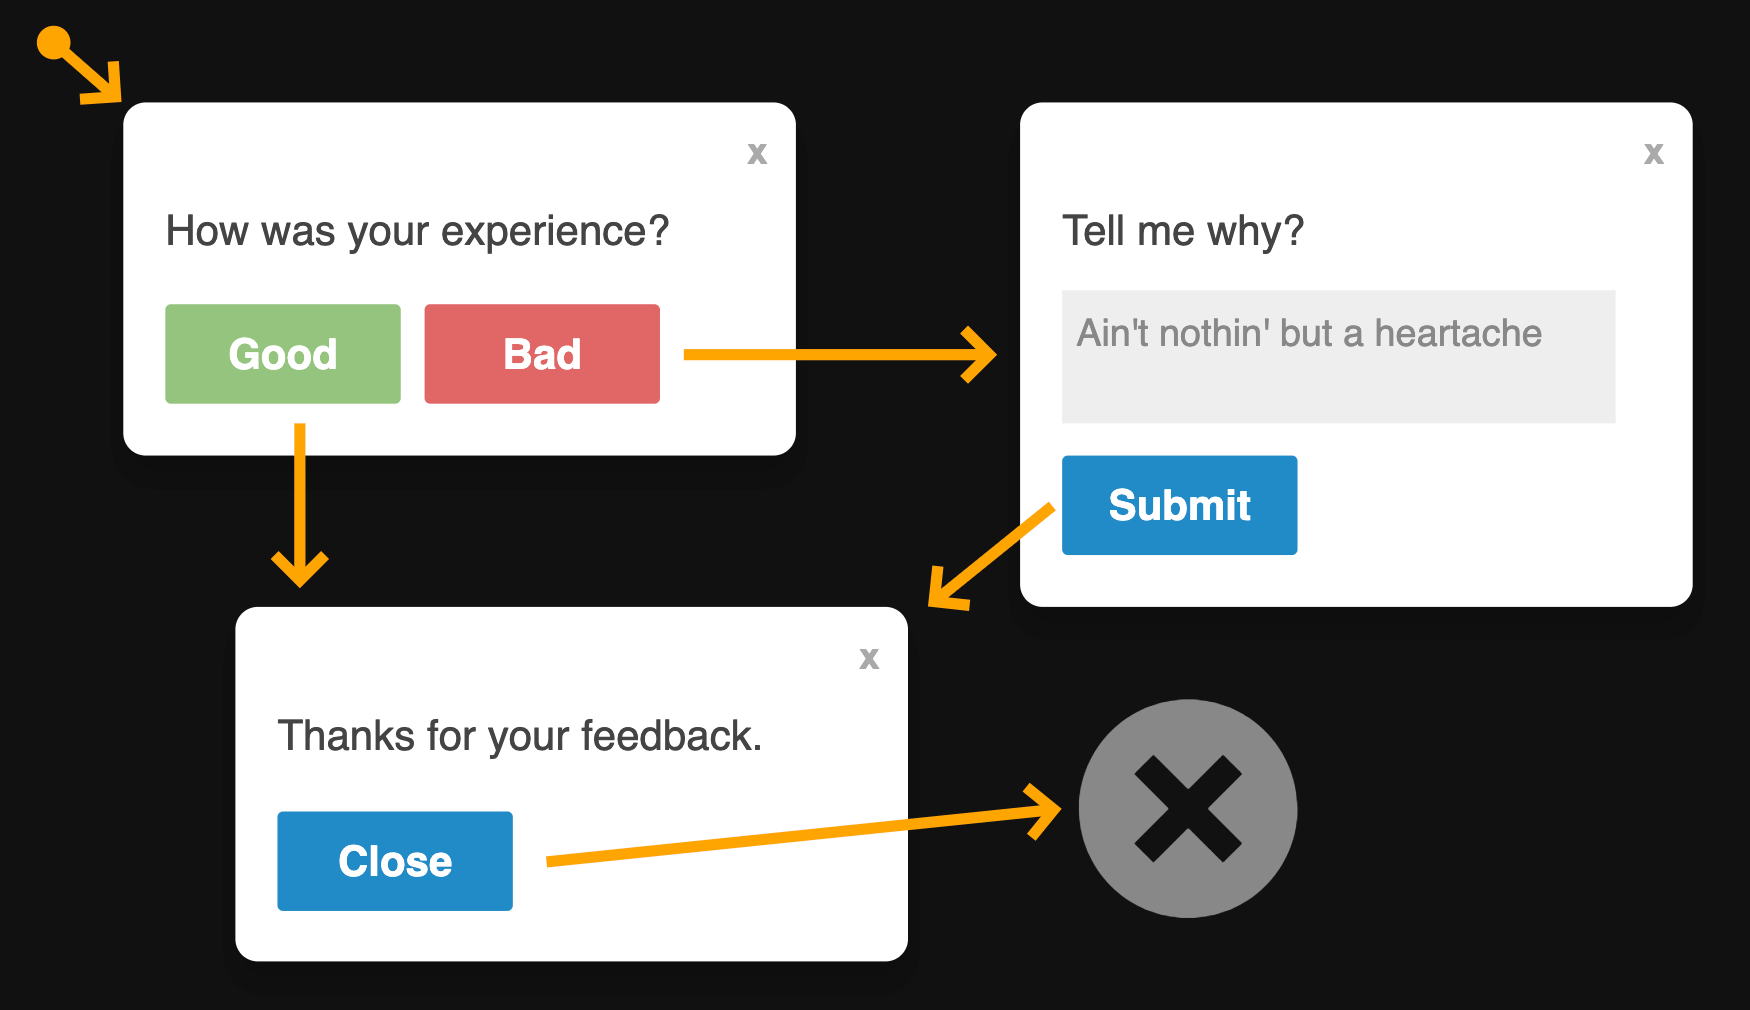 x
How was your experience?
Good Bad
x
Tell me why?
Ain't nothin' but a heartache
Submit
x
Thanks for your feedback.
Close